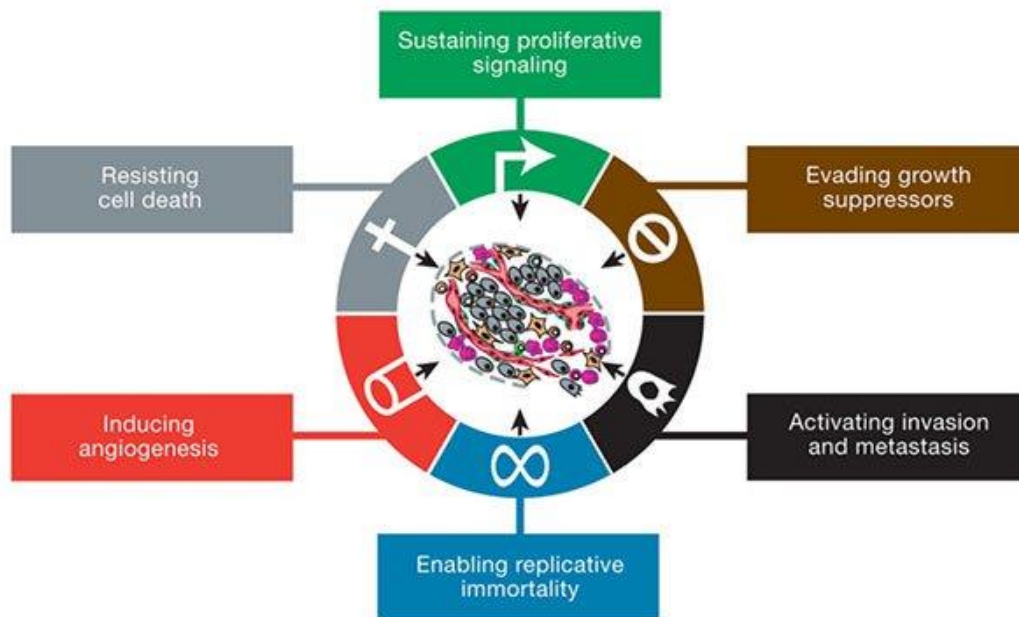 Sustaining proliferative
signaling
Resisting
cell death
Evading growth
suppressors
Inducing
angiogenesis
Activating invasion
and metastasis
Enabling replicative
immortality